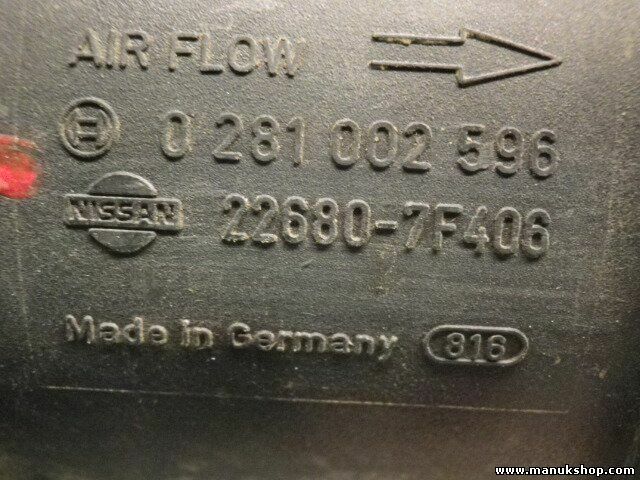 AIR FLOW
0 281 002 596
NISSAN 22680-7F406
Made in Germany 816
www.manukshop.com